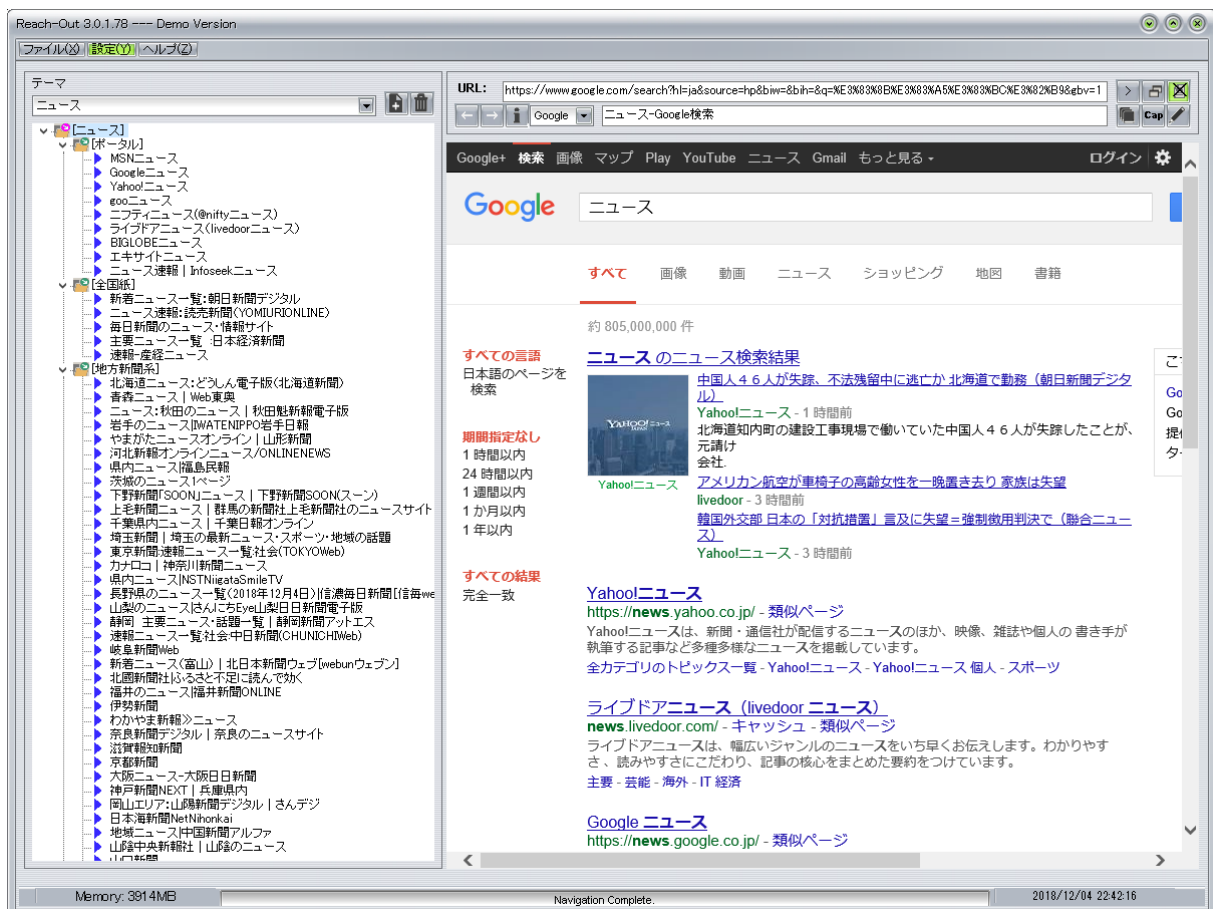 Reach-Out 3.0.1.78 --- Demo Version
ファイル(X) 設定(Y) ヘルプ(Z)
テーマ
ニュース
[ニュース]
[ポータル]
MSNニュース
Googleニュース
Yahoo!ニュース
gooニュース
ニフティニュース(@niftyニュース)
ライブドアニュース(livedoorニュース)
BIGLOBEニュース
エキサイトニュース
ニュース速報 | Infoseekニュース
[全国紙]
新着ニュース一覧:朝日新聞デジタル
ニュース速報:読売新聞(YOMIURIONLINE)
毎日新聞のニュース・情報サイト
主要ニュース一覧 :日本経済新聞
速報-産経ニュース
[地方新聞系]
北海道ニュース:どうしん電子版(北海道新聞)
青森ニュース | Web東奥
ニュース:秋田のニュース | 秋田魁新報電子版
岩手のニュース|IWATENIPPO岩手日報
やまがたニュースオンライン | 山形新聞
河北新報オンラインニュース/ONLINENEWS
県内ニュース|福島民報
茨城のニュース1ページ
下野新聞「SOON」ニュース | 下野新聞SOON(スーン)
上毛新聞ニュース | 群馬の新聞社上毛新聞社のニュースサイト
千葉県内ニュース | 千葉日報オンライン
埼玉新聞 | 埼玉の最新ニュース・スポーツ・地域の話題
東京新聞:速報ニュース一覧:社会(TOKYOWeb)
カナロコ | 神奈川新聞ニュース
県内ニュース|NSTNiigataSmileTV
長野県のニュース一覧(2018年12月4日)|信濃毎日新聞[信毎we
山梨のニュース|さんにちEye山梨日日新聞電子版
静岡 主要ニュース・話題一覧 | 静岡新聞アットエス
速報ニュース一覧:社会:中日新聞(CHUNICHIWeb)
岐阜新聞Web
新着ニュース(富山) | 北日本新聞ウェブ[webunウェブン]
北國新聞社|ふるさと不足に読んで効く
福井のニュース|福井新聞ONLINE
伊勢新聞
わかやま新報≫ニュース
奈良新聞デジタル | 奈良のニュースサイト
滋賀報知新聞
京都新聞
大阪ニュース-大阪日日新聞
神戸新聞NEXT | 兵庫県内
岡山エリア:山陽新聞デジタル | さんデジ
日本海新聞NetNihonkai
地域ニュース|中国新聞アルファ
山陰中央新報社 | 山陰のニュース
山口新聞
URL: https://www.google.com/search?hl=ja&source=hp&biw=&bih=&q=%E3%83%8B%E3%83%A5%E3%83%BC%E3%82%B9&gbv=1
Google ニュース-Google検索 Cap
Google+ 検索 画像 マップ Play YouTube ニュース Gmail もっと見る ログイン
Google ニュース
すべて 画像 動画 ニュース ショッピング 地図 書籍
約 805,000,000 件
すべての言語
日本語のページを
検索
期間指定なし
1 時間以内
24 時間以内
1 週間以内
1 か月以内
1 年以内
すべての結果
完全一致
ニュース のニュース検索結果
YAHOO!ニュース
JAPAN
Yahoo!ニュース
中国人４６人が失踪、不法残留中に逃亡か 北海道で勤務（朝日新聞デジタ
ル）
Yahoo!ニュース - 1 時間前
北海道知内町の建設工事現場で働いていた中国人４６人が失踪したことが、
元請け
会社.
アメリカン航空が車椅子の高齢女性を一晩置き去り 家族は失望
livedoor - 3 時間前
韓国外交部 日本の「対抗措置」言及に失望＝強制徴用判決で（聯合ニュー
ス）
Yahoo!ニュース - 3 時間前
Yahoo!ニュース
https://news.yahoo.co.jp/ - 類似ページ
Yahoo!ニュースは、新聞・通信社が配信するニュースのほか、映像、雑誌や個人の 書き手が
執筆する記事など多種多様なニュースを掲載しています。
全カテゴリのトピックス一覧 - Yahoo!ニュース - Yahoo!ニュース 個人 - スポーツ
ライブドアニュース（livedoor ニュース）
news.livedoor.com/ - キャッシュ - 類似ページ
ライブドアニュースは、幅広いジャンルのニュースをいち早くお伝えします。わかりやす
さ 、読みやすさにこだわり、記事の核心をまとめた要約をつけています。
主要 - 芸能 - 海外 - IT 経済
Google ニュース
https://news.google.co.jp/ - 類似ページ
Go
Go
提
タ
Memory: 3914MB Navigation Complete. 2018/12/04 22:42:16